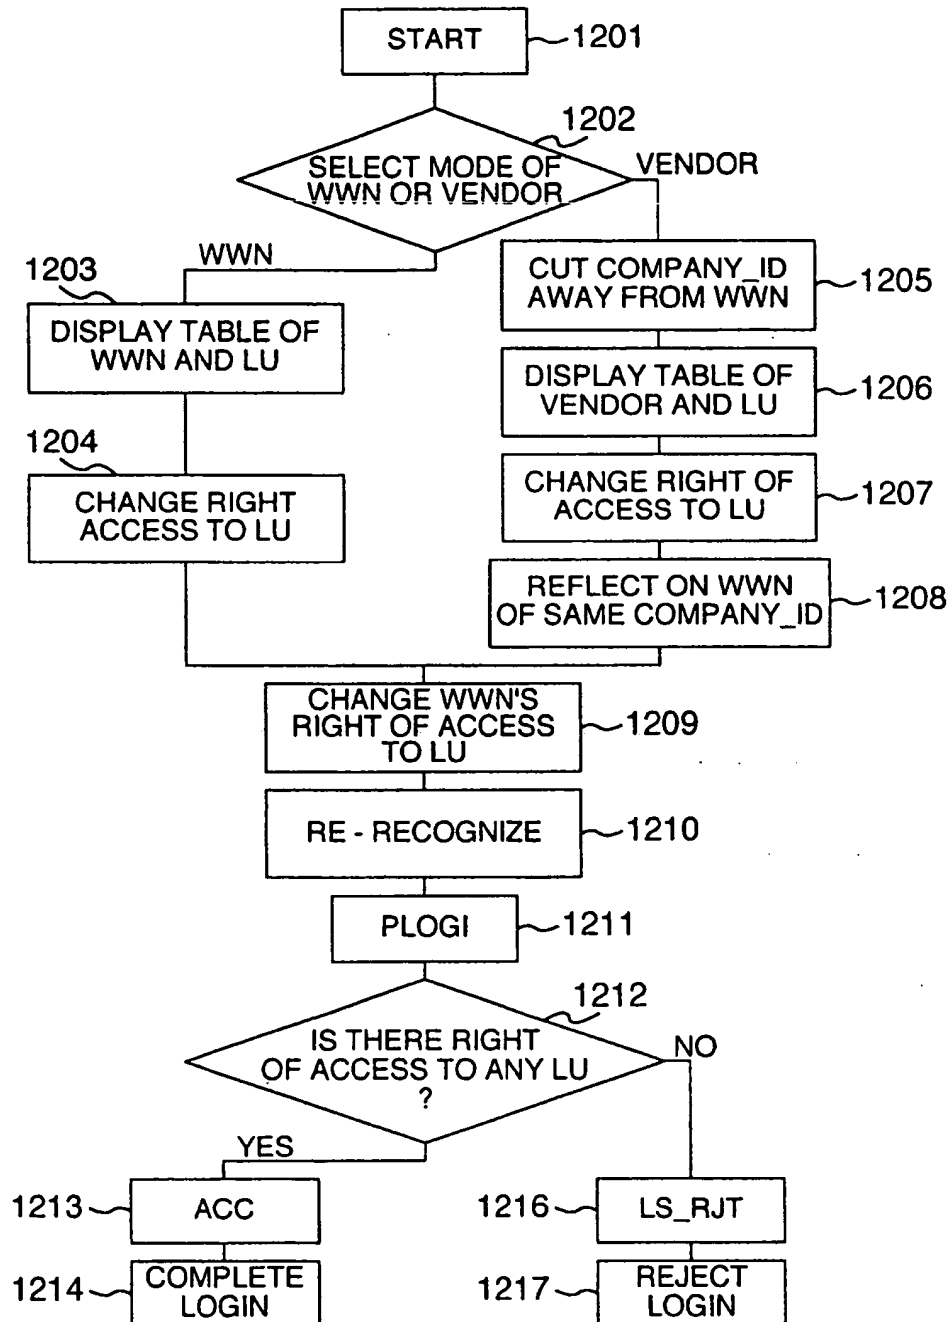 START
1201
1202
SELECT MODE OF
WWN OR VENDOR
VENDOR
WWN
1203
DISPLAY TABLE OF
WWN AND LU
CUT COMPANY_ID
AWAY FROM WWN
1205
DISPLAY TABLE OF
VENDOR AND LU
1206
1204
CHANGE RIGHT
ACCESS TO LU
CHANGE RIGHT OF
ACCESS TO LU
1207
REFLECT ON WWN
OF SAME COMPANY_ID
1208
CHANGE WWN'S
RIGHT OF ACCESS
TO LU
1209
RE - RECOGNIZE
1210
PLOGI
1211
1212
IS THERE RIGHT
OF ACCESS TO ANY LU
?
NO
YES
1213
ACC
1216
LS_RJT
1214
COMPLETE
LOGIN
1217
REJECT
LOGIN